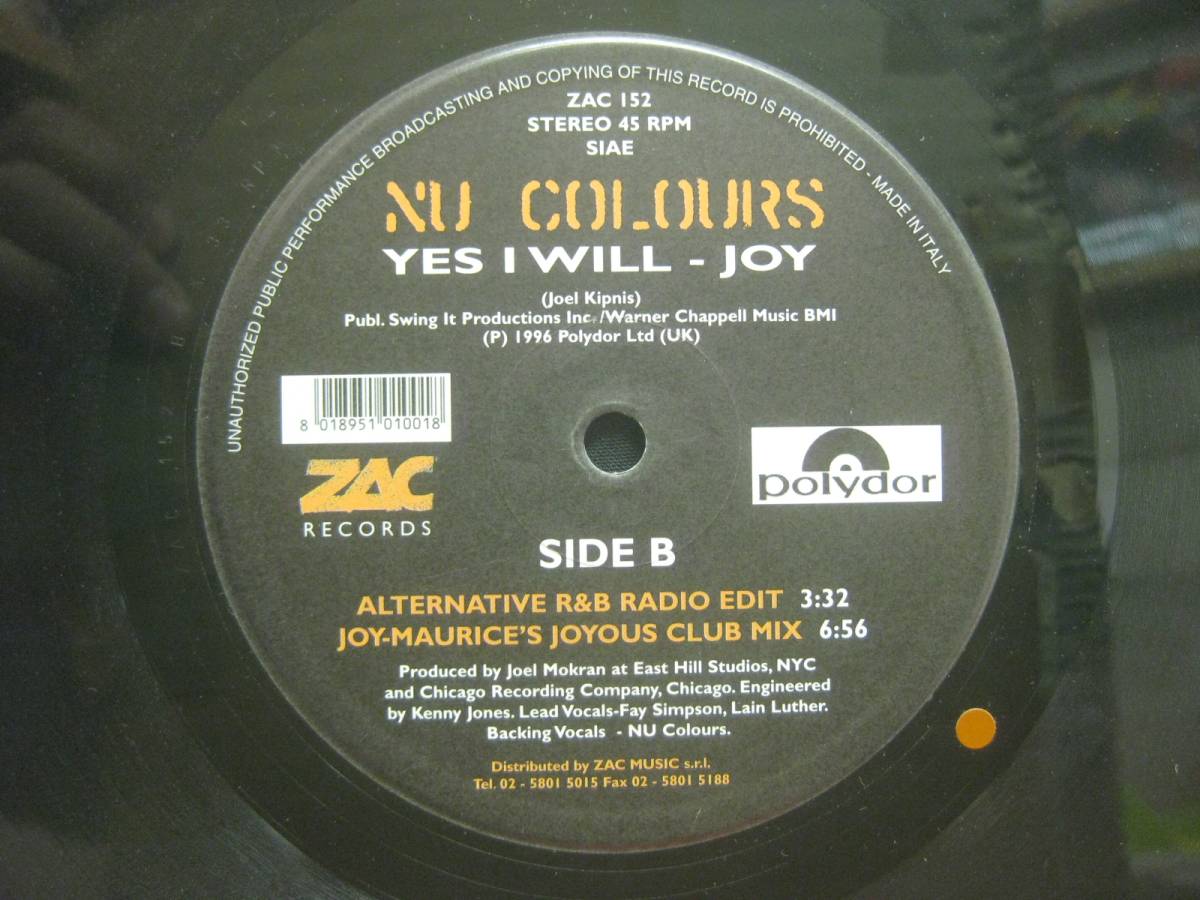 UNAUTHORIZED PUBLIC PERFORMANCE BROADCASTING AND COPYING OF THIS RECORD IS PROHIBITED - MADE IN ITALY
ZAC 152
STEREO 45 RPM
SIAE
NU COLOURS
YES I WILL - JOY
(Joel Kipnis)
Publ. Swing It Productions Inc./Warner Chappell Music BMI
(P) 1996 Polydor Ltd (UK)
8 018951 010018
ZAC
RECORDS
polydor
SIDE B
ALTERNATIVE R&B RADIO EDIT 3:32
JOY-MAURICE'S JOYOUS CLUB MIX 6:56
Produced by Joel Mokran at East Hill Studios, NYC
and Chicago Recording Company, Chicago. Engineered
by Kenny Jones. Lead Vocals-Fay Simpson, Lain Luther.
Backing Vocals - NU Colours.
Distributed by ZAC MUSIC s.r.l.
Tel. 02 - 5801 5015 Fax 02 - 5801 5188